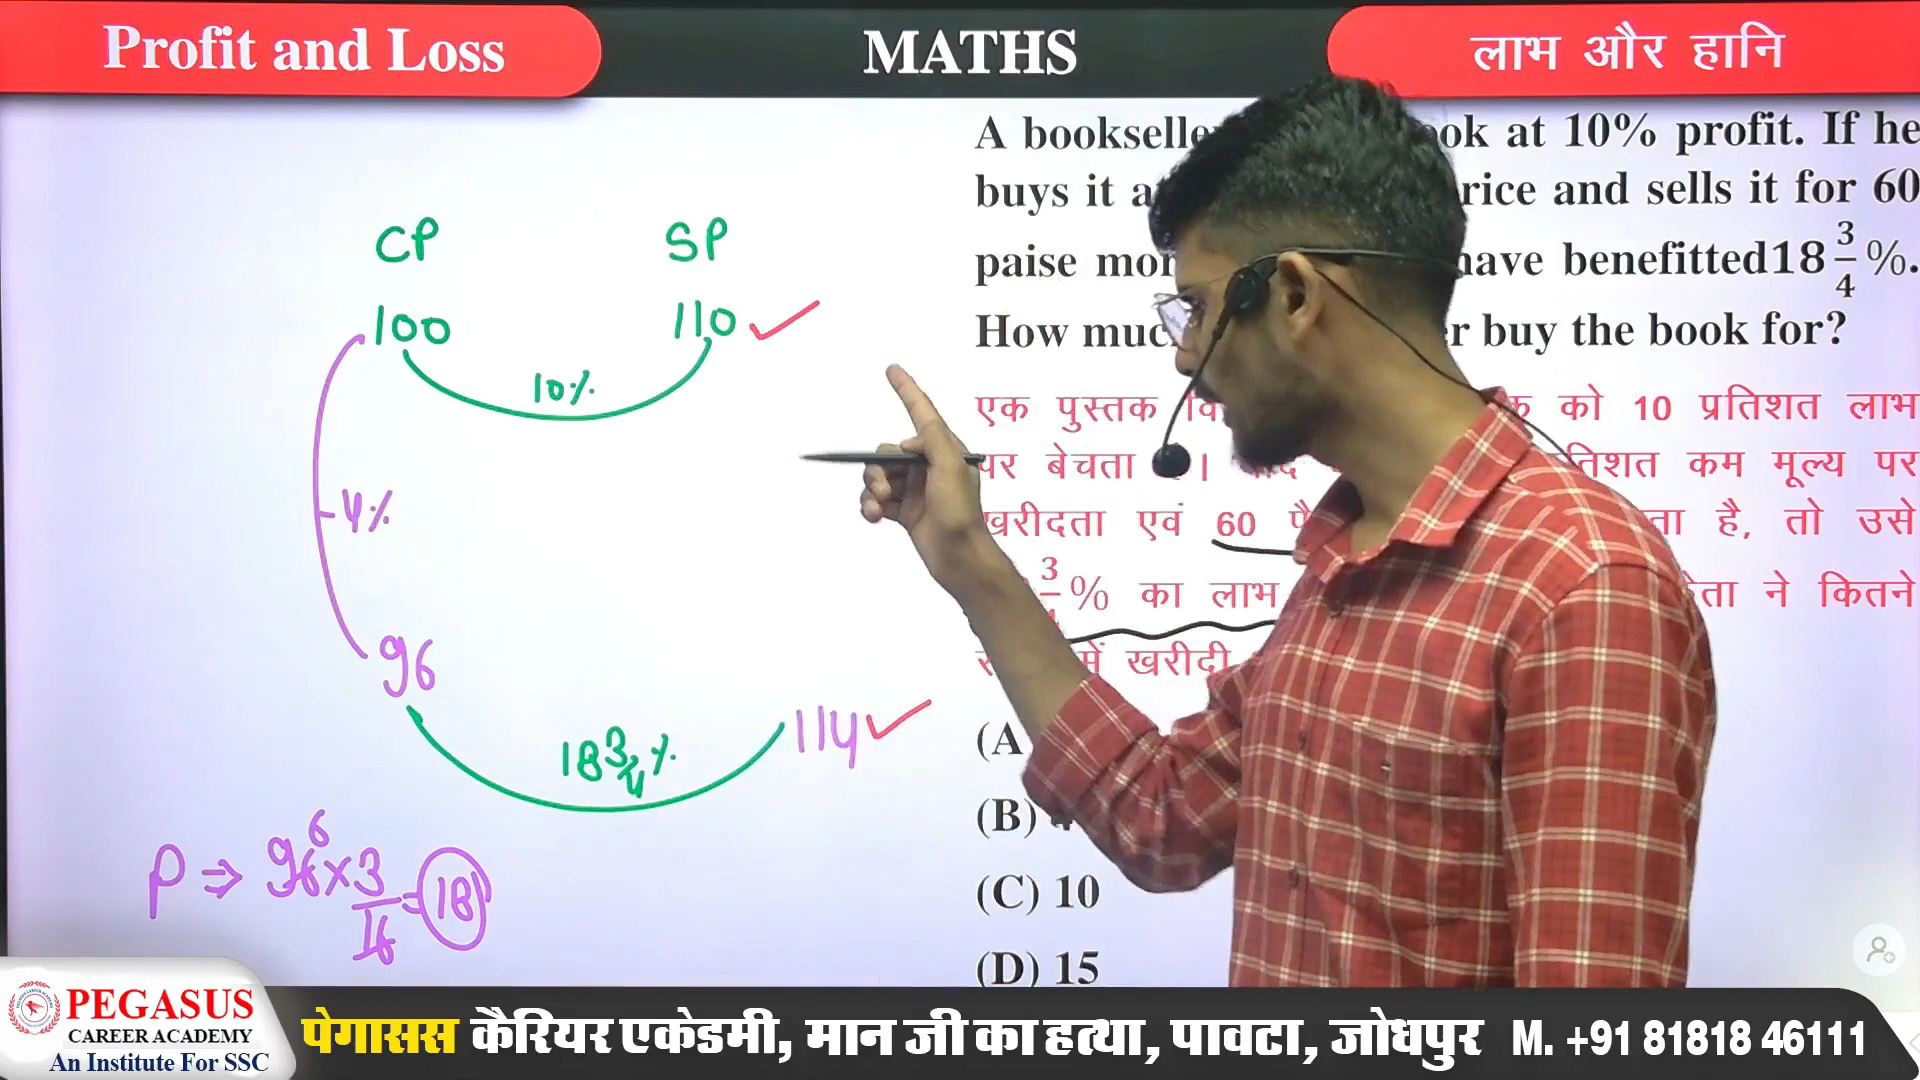 Profit and Loss
MATHS
लाभ और हानि
A bookselle ok at 10% profit. If he
buys it a rice and sells it for 60
paise mor have benefitted 18 3/4 %.
How muc r buy the book for?
एक पुस्तक को 10 प्रतिशत लाभ
पर बेचता । तिशत कम मूल्य पर
खरीदता एवं 60 पै ता है, तो उसे
3 % का लाभ ता ने कितने
में खरीदी
(A
(B)
(C) 10
(D) 15
CP SP
100 110
10%
4%
96
114
18 3/4 %
P ⇒ 96 6 × 3/16 = 18
PEGASUS
CAREER ACADEMY
An Institute For SSC
पेगासस कैरियर एकेडमी, मान जी का हत्था, पावटा, जोधपुर M. +91 81818 46111